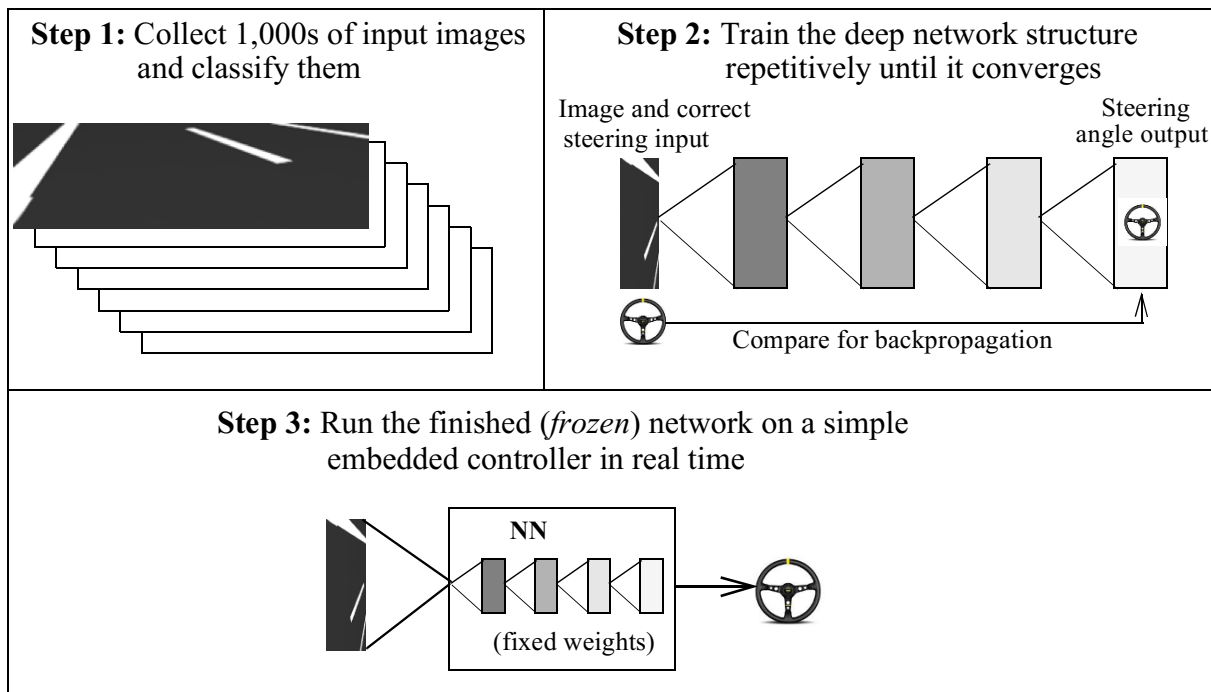 Step 1: Collect 1,000s of input images
and classify them
Step 2: Train the deep network structure
repetitively until it converges
Image and correct
steering input
Steering
angle output
Compare for backpropagation
Step 3: Run the finished (frozen) network on a simple
embedded controller in real time
NN
(fixed weights)